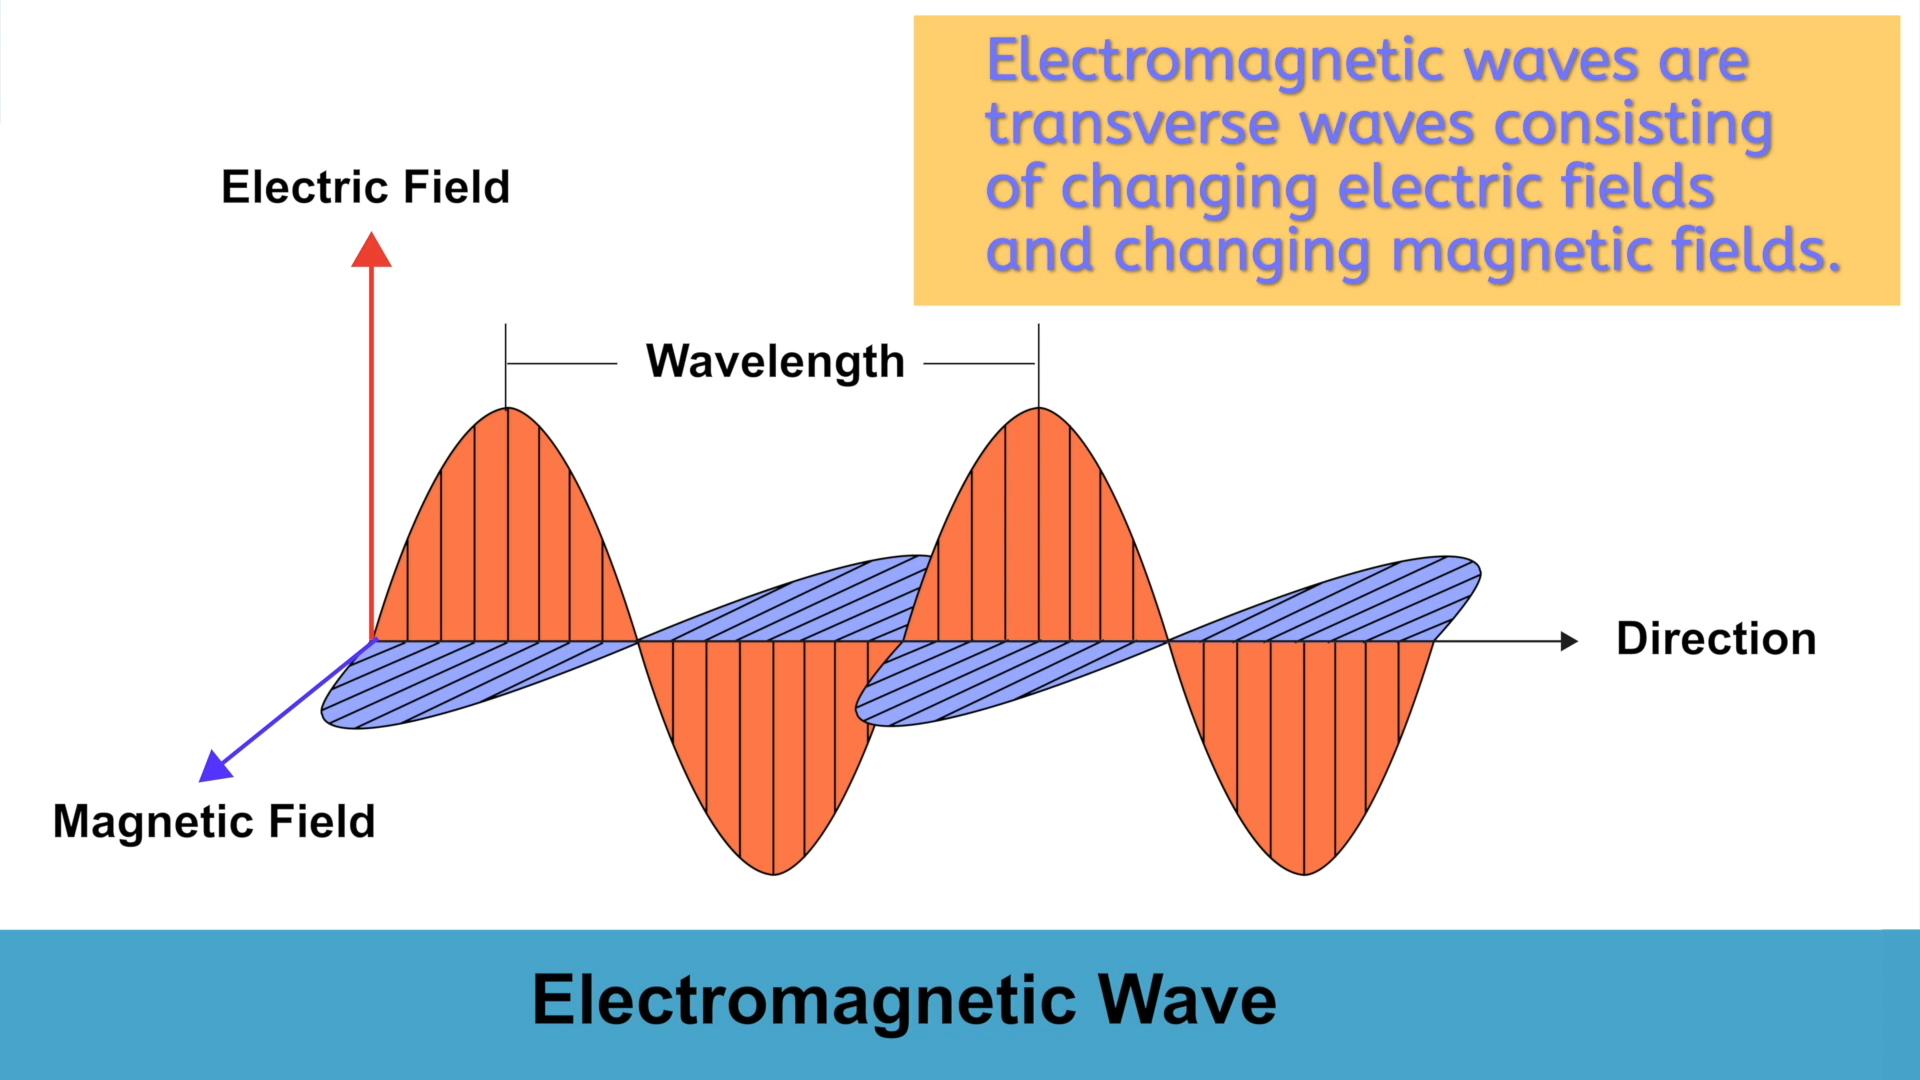 Electromagnetic waves are
transverse waves consisting
of changing electric fields
and changing magnetic fields.
Electric Field
Wavelength
Direction
Magnetic Field
Electromagnetic Wave